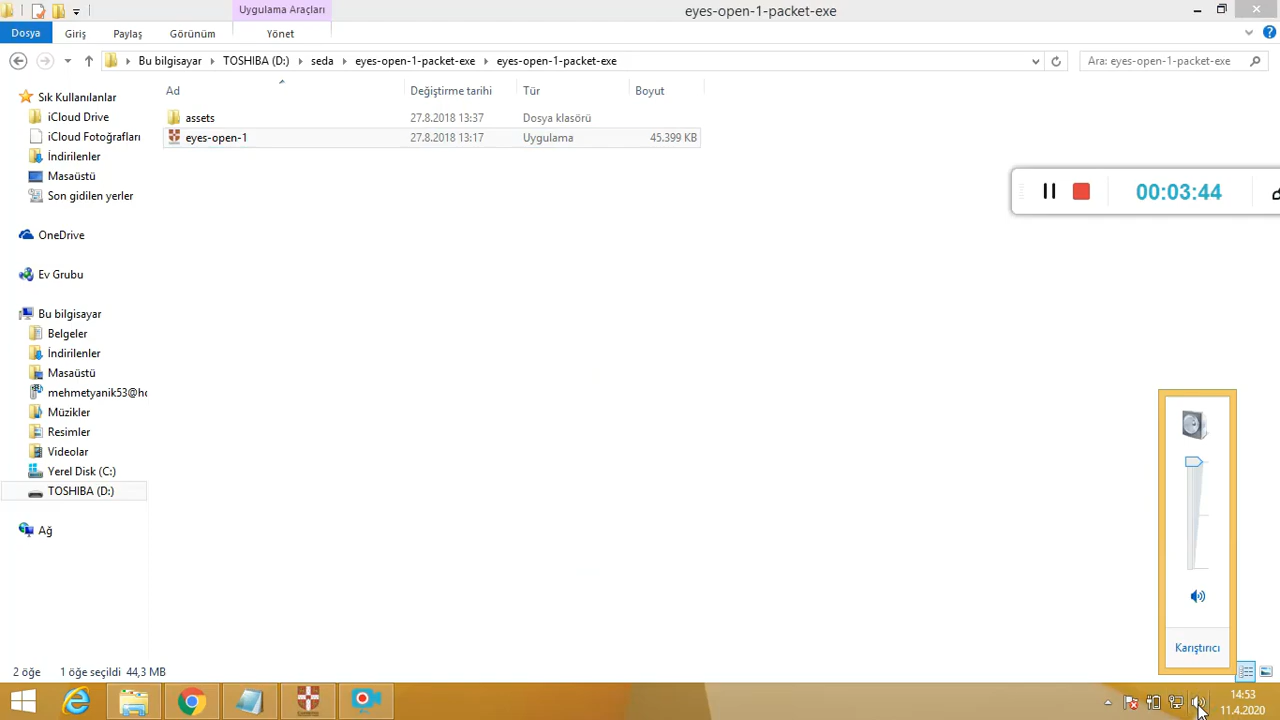 Uygulama Araçları
eyes-open-1-packet-exe
Dosya
Giriş
Paylaş
Görünüm
Yönet
Bu bilgisayar
TOSHIBA (D:)
seda
eyes-open-1-packet-exe
eyes-open-1-packet-exe
Ara: eyes-open-1-packet-exe
Ad
Değiştirme tarihi
Tür
Boyut
assets
27.8.2018 13:37
Dosya klasörü
eyes-open-1
27.8.2018 13:17
Uygulama
45.399 KB
Sık Kullanılanlar
iCloud Drive
iCloud Fotoğrafları
İndirilenler
Masaüstü
Son gidilen yerler
OneDrive
Ev Grubu
Bu bilgisayar
Belgeler
İndirilenler
Masaüstü
mehmetyanik53@hc
Müzikler
Resimler
Videolar
Yerel Disk (C:)
TOSHIBA (D:)
Ağ
00:03:44
Karıştırıcı
2 öğe
1 öğe seçildi 44,3 MB
14:53
11.4.2020